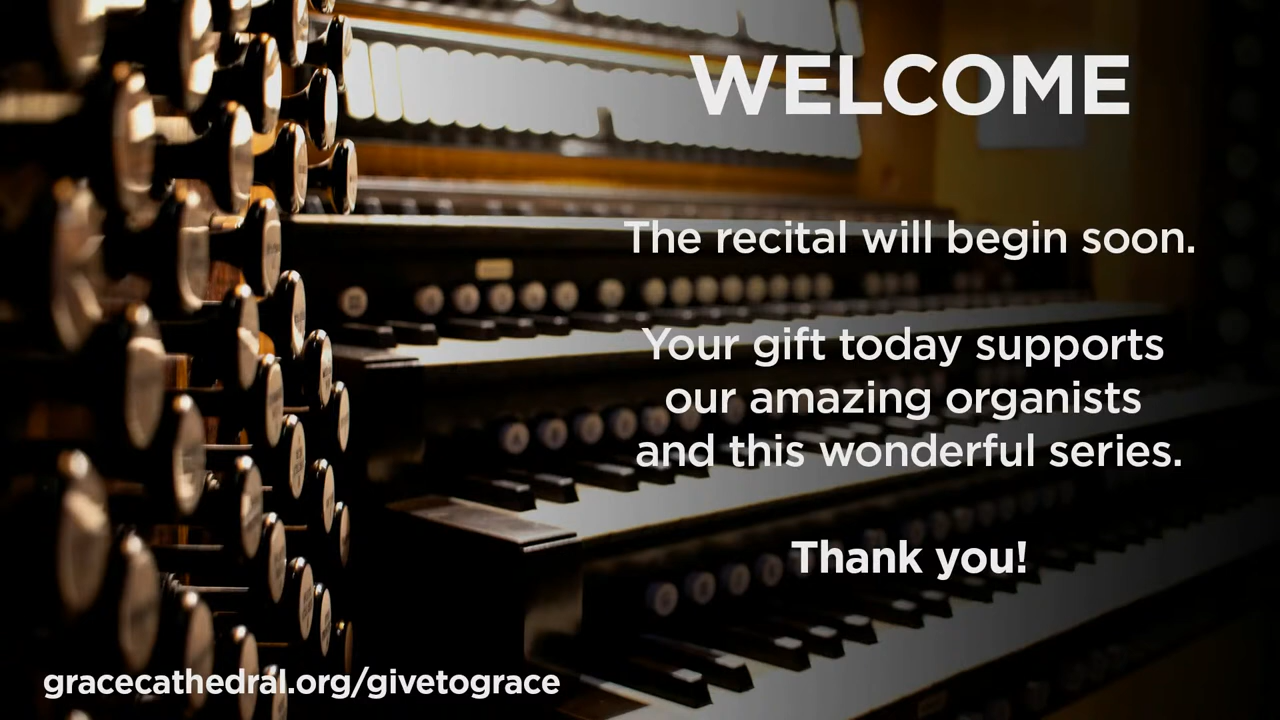 WELCOME
The recital will begin soon.
Your gift today supports
our amazing organists
and this wonderful series.
Thank you!
gracecathedral.org/givetograce